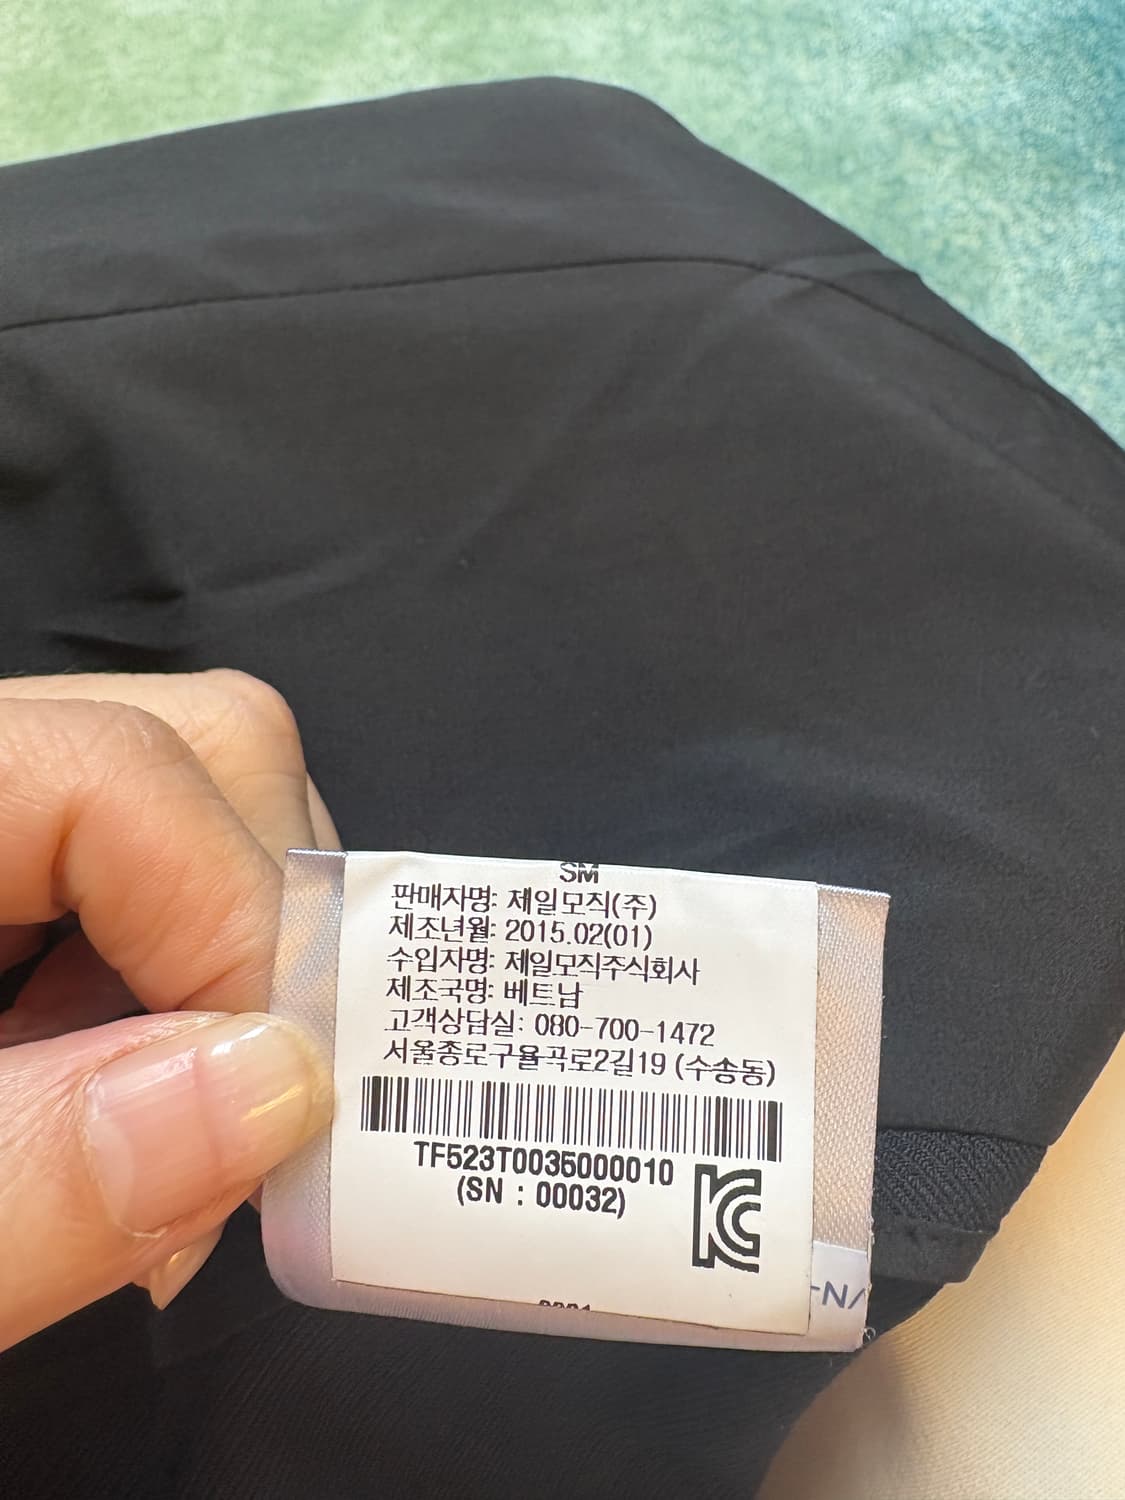 SM
판매자명: 제일모직(주)
제조년월: 2015.02(01)
수입자명: 제일모직주식회사
제조국명: 베트남
고객상담실: 080-700-1472
서울종로구율곡로2길19 (수송동)
TF523T0035000010
(SN : 00032)
KC